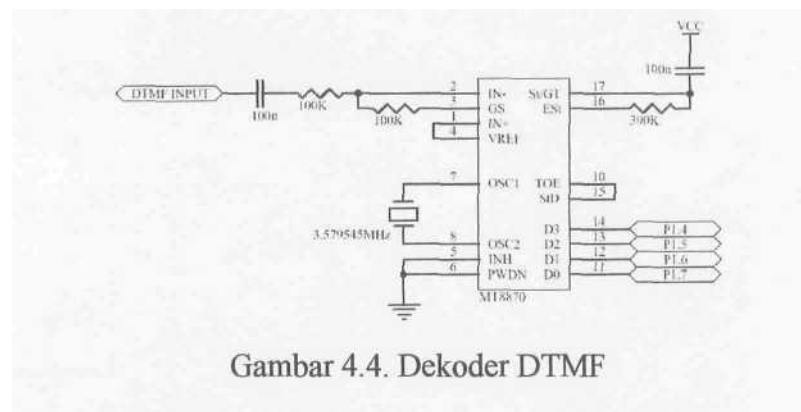 VCC
100n
DTMF INPUT
100n
100K
100K
2 IN- St/GT 17
3 GS ESt 16
390K
1 IN+
4 VREF
7 OSC1 TOE 10
SID 15
3.579545MHz
D3 14 P1.4
8 OSC2 D2 13 P1.5
5 INH D1 12 P1.6
6 PWDN D0 11 P1.7
MT8870
Gambar 4.4. Dekoder DTMF